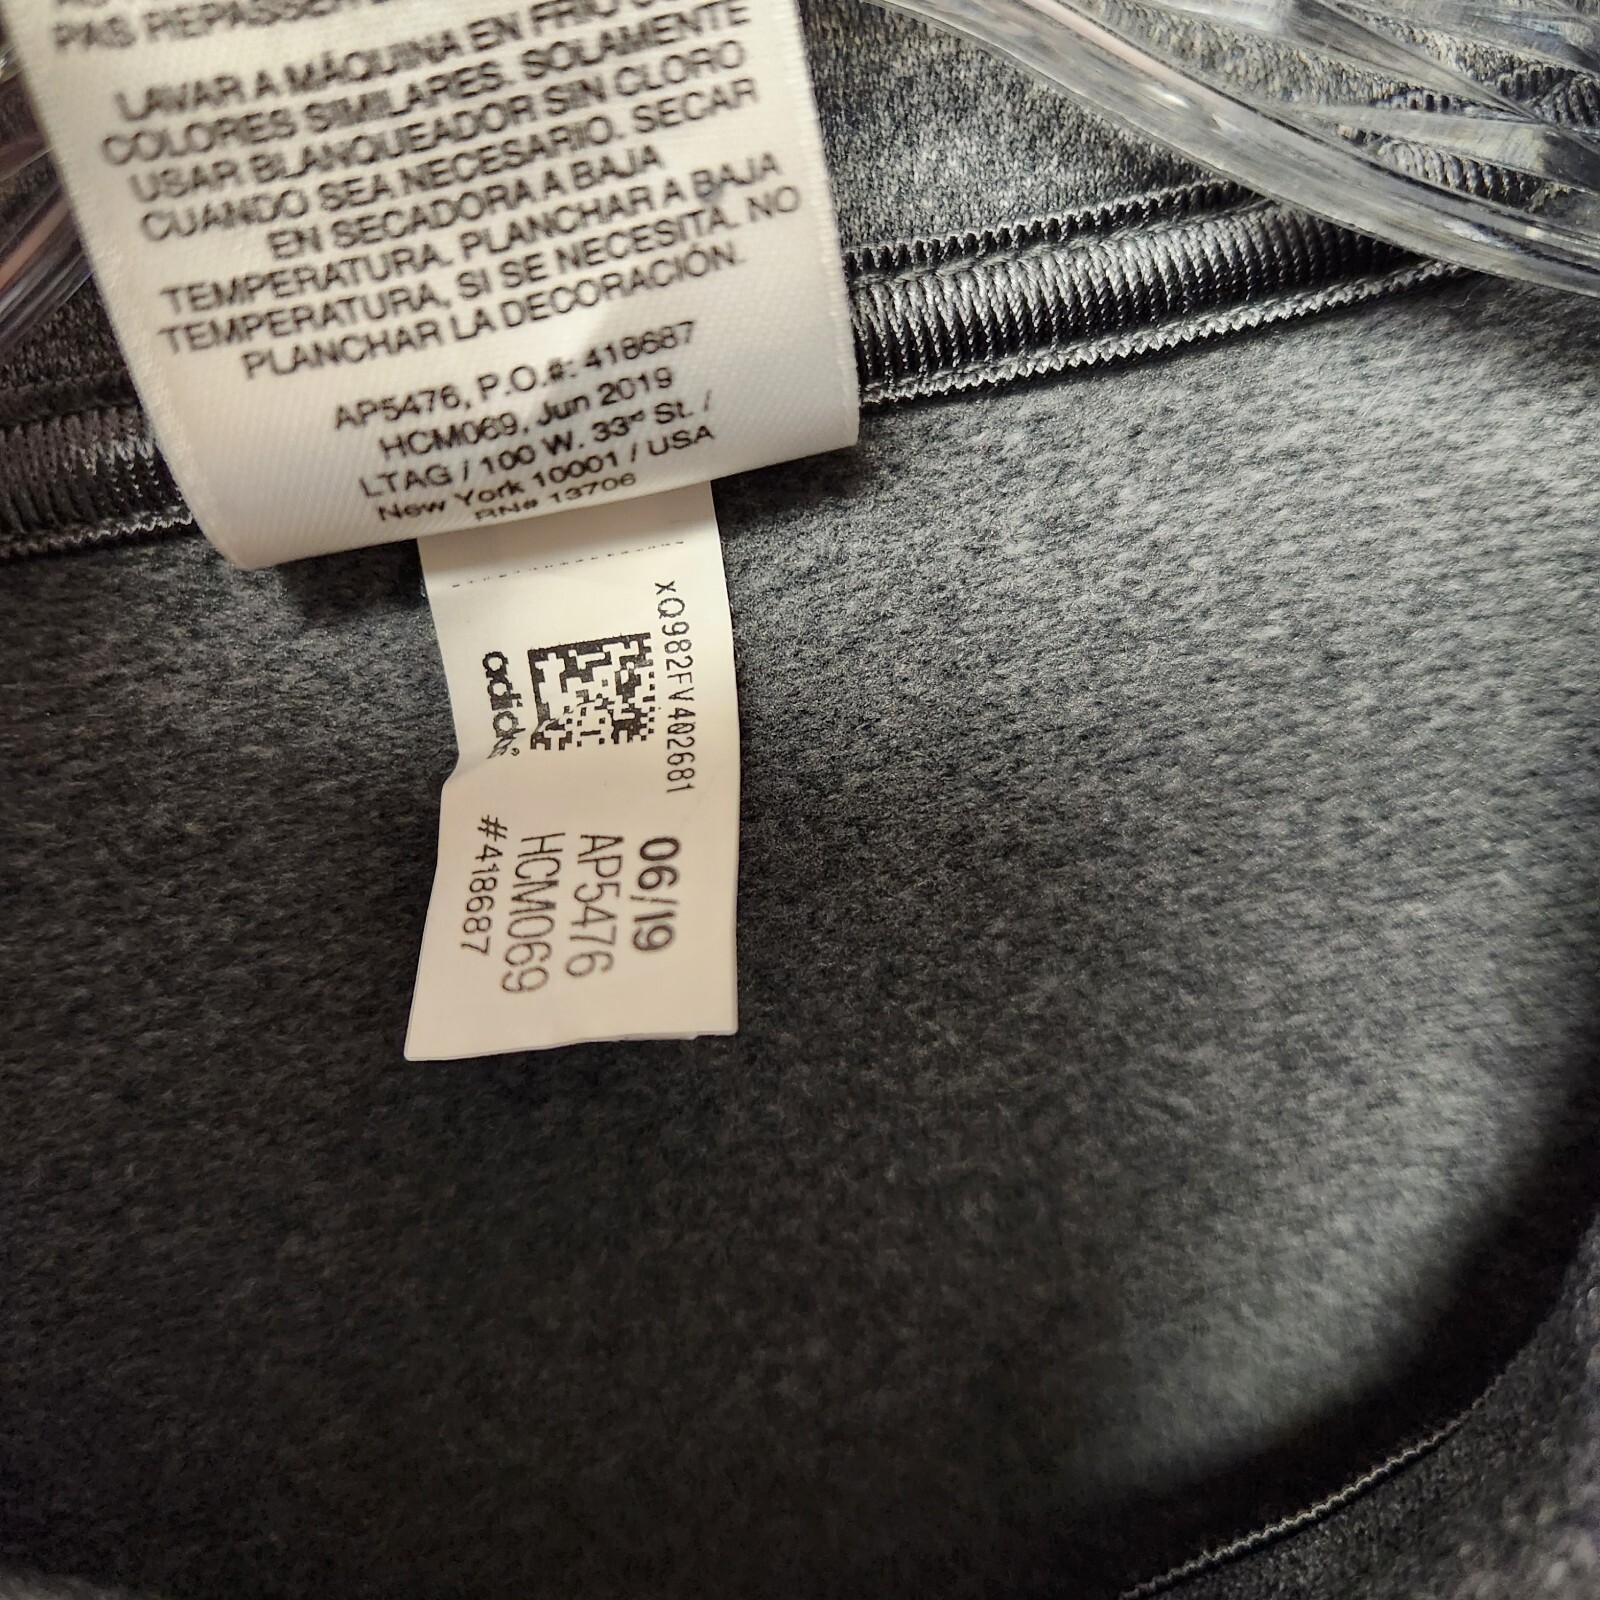 PAS REPASSER
LAVAR A MÁQUINA EN FRÍO
COLORES SIMILARES. SOLAMENTE
USAR BLANQUEADOR SIN CLORO
CUANDO SEA NECESARIO. SECAR
EN SECADORA A BAJA
TEMPERATURA. PLANCHAR A BAJA
TEMPERATURA, SI SE NECESITA. NO
PLANCHAR LA DECORACIÓN.
AP5476, P.O.#: 418687
HCM069, Jun 2019
LTAG / 100 W. 33rd St. /
New York 10001 / USA
RN# 13706
XQ982FV402681
adidas
06/19
AP5476
HCM069
#418687